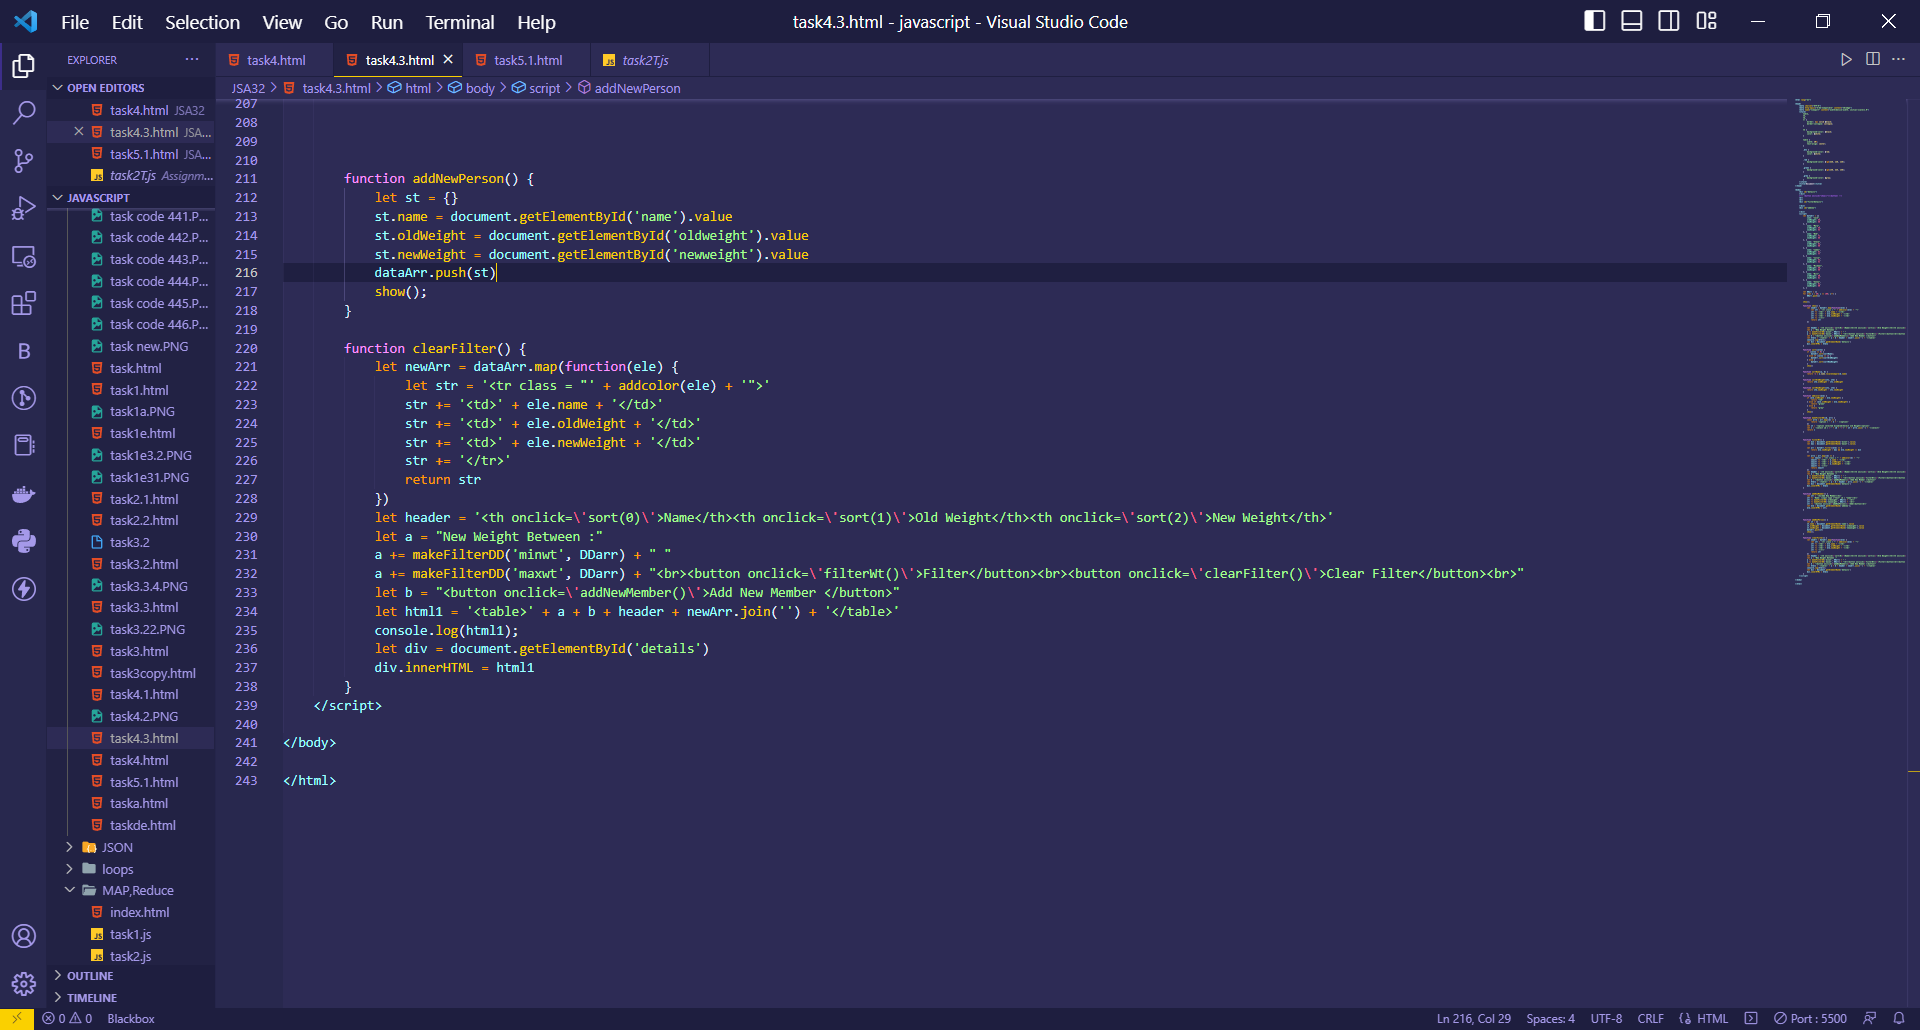 File Edit Selection View Go Run Terminal Help
task4.3.html - javascript - Visual Studio Code
EXPLORER
task4.html task4.3.html task5.1.html task2T.js
OPEN EDITORS
task4.html JSA32
task4.3.html JSA...
task5.1.html JSA...
task2T.js Assignm...
JAVASCRIPT
task code 441.P...
task code 442.P...
task code 443.P...
task code 444.P...
task code 445.P...
task code 446.P...
task new.PNG
task.html
task1.html
task1a.PNG
task1e.html
task1e3.2.PNG
task1e31.PNG
task2.1.html
task2.2.html
task3.2
task3.2.html
task3.3.4.PNG
task3.3.html
task3.22.PNG
task3.html
task3copy.html
task4.1.html
task4.2.PNG
task4.3.html
task4.html
task5.1.html
taska.html
taskde.html
JSON
loops
MAP,Reduce
index.html
task1.js
task2.js
OUTLINE
TIMELINE
JSA32 > task4.3.html > html > body > script > addNewPerson
207
208
209
210
211 function addNewPerson() {
212 let st = {}
213 st.name = document.getElementById('name').value
214 st.oldWeight = document.getElementById('oldweight').value
215 st.newWeight = document.getElementById('newweight').value
216 dataArr.push(st)
217 show();
218 }
219
220 function clearFilter() {
221 let newArr = dataArr.map(function(ele) {
222 let str = '<tr class = "' + addcolor(ele) + '">'
223 str += '<td>' + ele.name + '</td>'
224 str += '<td>' + ele.oldWeight + '</td>'
225 str += '<td>' + ele.newWeight + '</td>'
226 str += '</tr>'
227 return str
228 })
229 let header = '<th onclick=\'sort(0)\'>Name</th><th onclick=\'sort(1)\'>Old Weight</th><th onclick=\'sort(2)\'>New Weight</th>'
230 let a = "New Weight Between :"
231 a += makeFilterDD('minwt', DDarr) + " "
232 a += makeFilterDD('maxwt', DDarr) + "<br><button onclick=\'filterWt()\'>Filter</button><br><button onclick=\'clearFilter()\'>Clear Filter</button><br>"
233 let b = "<button onclick=\'addNewMember()\'>Add New Member </button>"
234 let html1 = '<table>' + a + b + header + newArr.join('') + '</table>'
235 console.log(html1);
236 let div = document.getElementById('details')
237 div.innerHTML = html1
238 }
239 </script>
240
241 </body>
242
243 </html>
0 0 Blackbox
Ln 216, Col 29 Spaces: 4 UTF-8 CRLF HTML Port : 5500